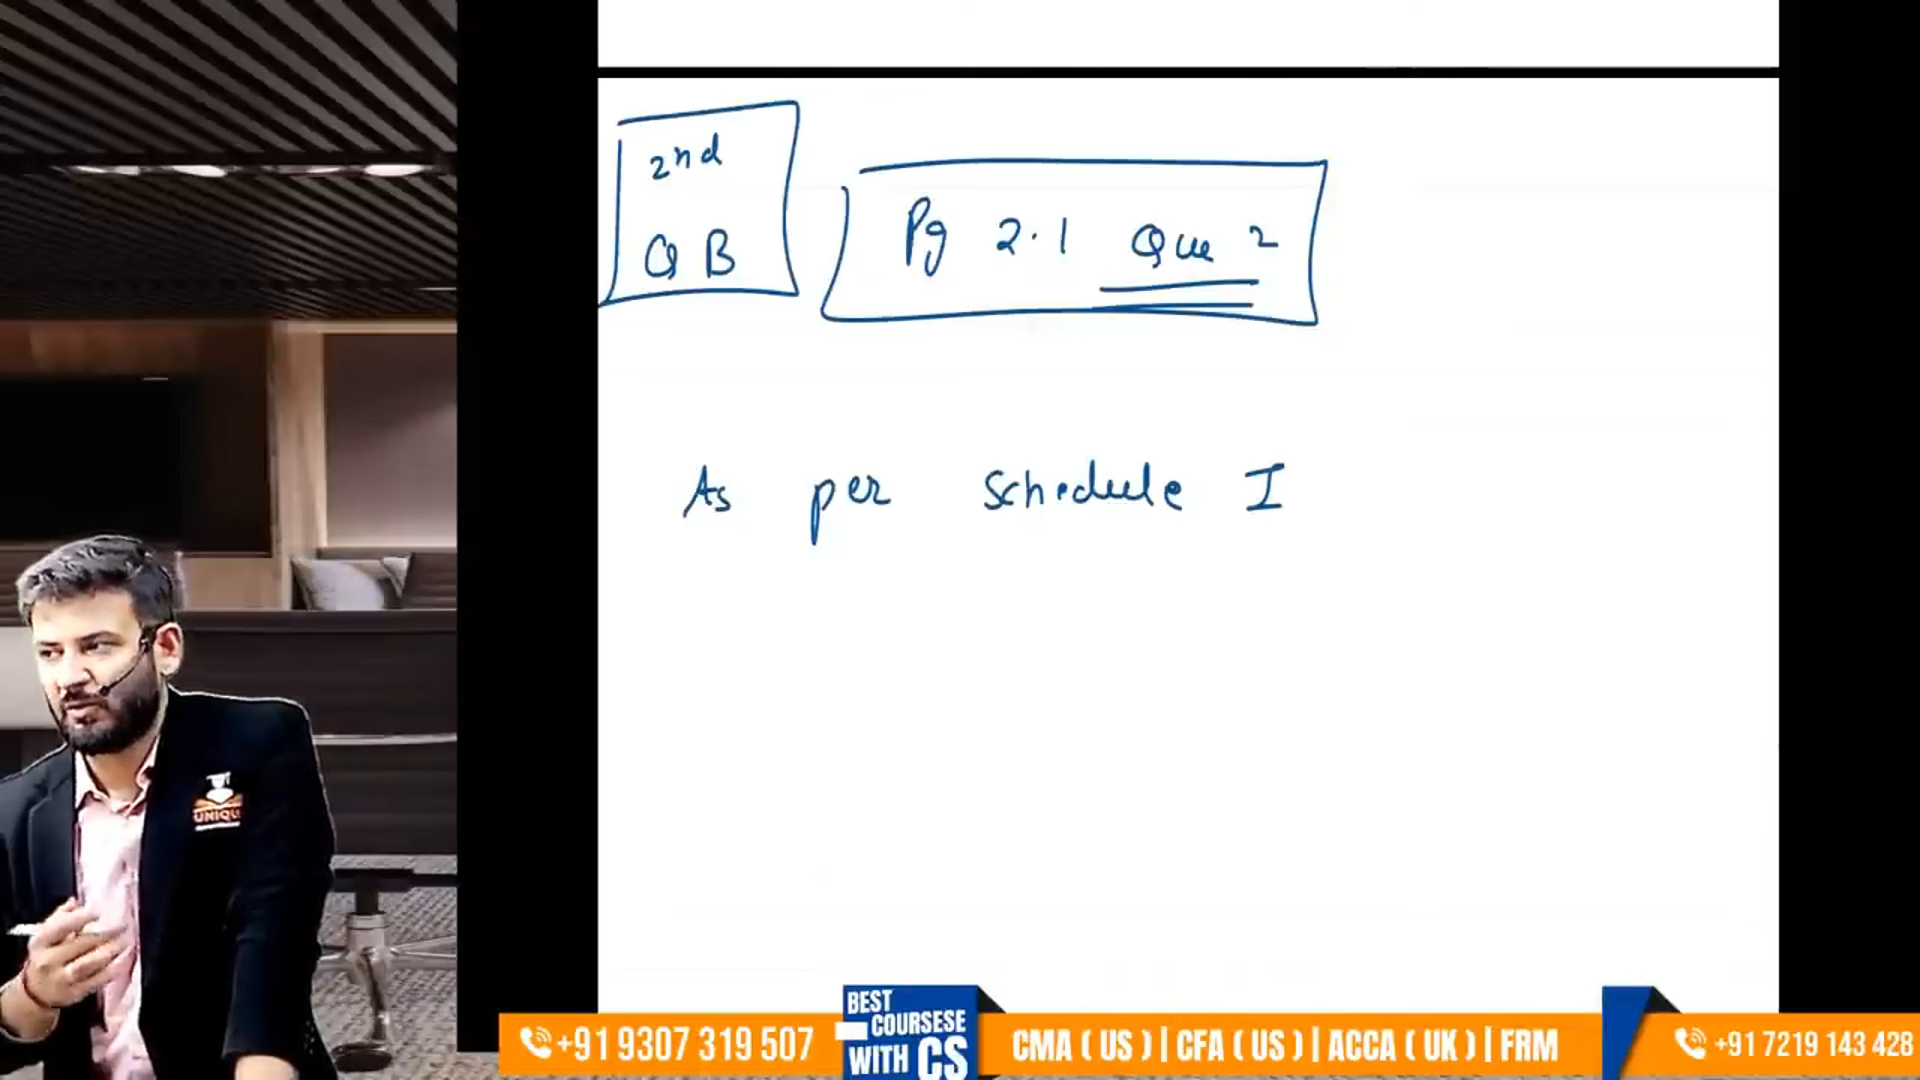 2nd
QB
Pg 2.1 Que 2
As per Schedule I
UNIQUE
+91 9307 319 507
BEST
COURSESE
WITH CS
CMA ( US ) | CFA ( US ) | ACCA ( UK ) | FRM
+91 7219 143 428